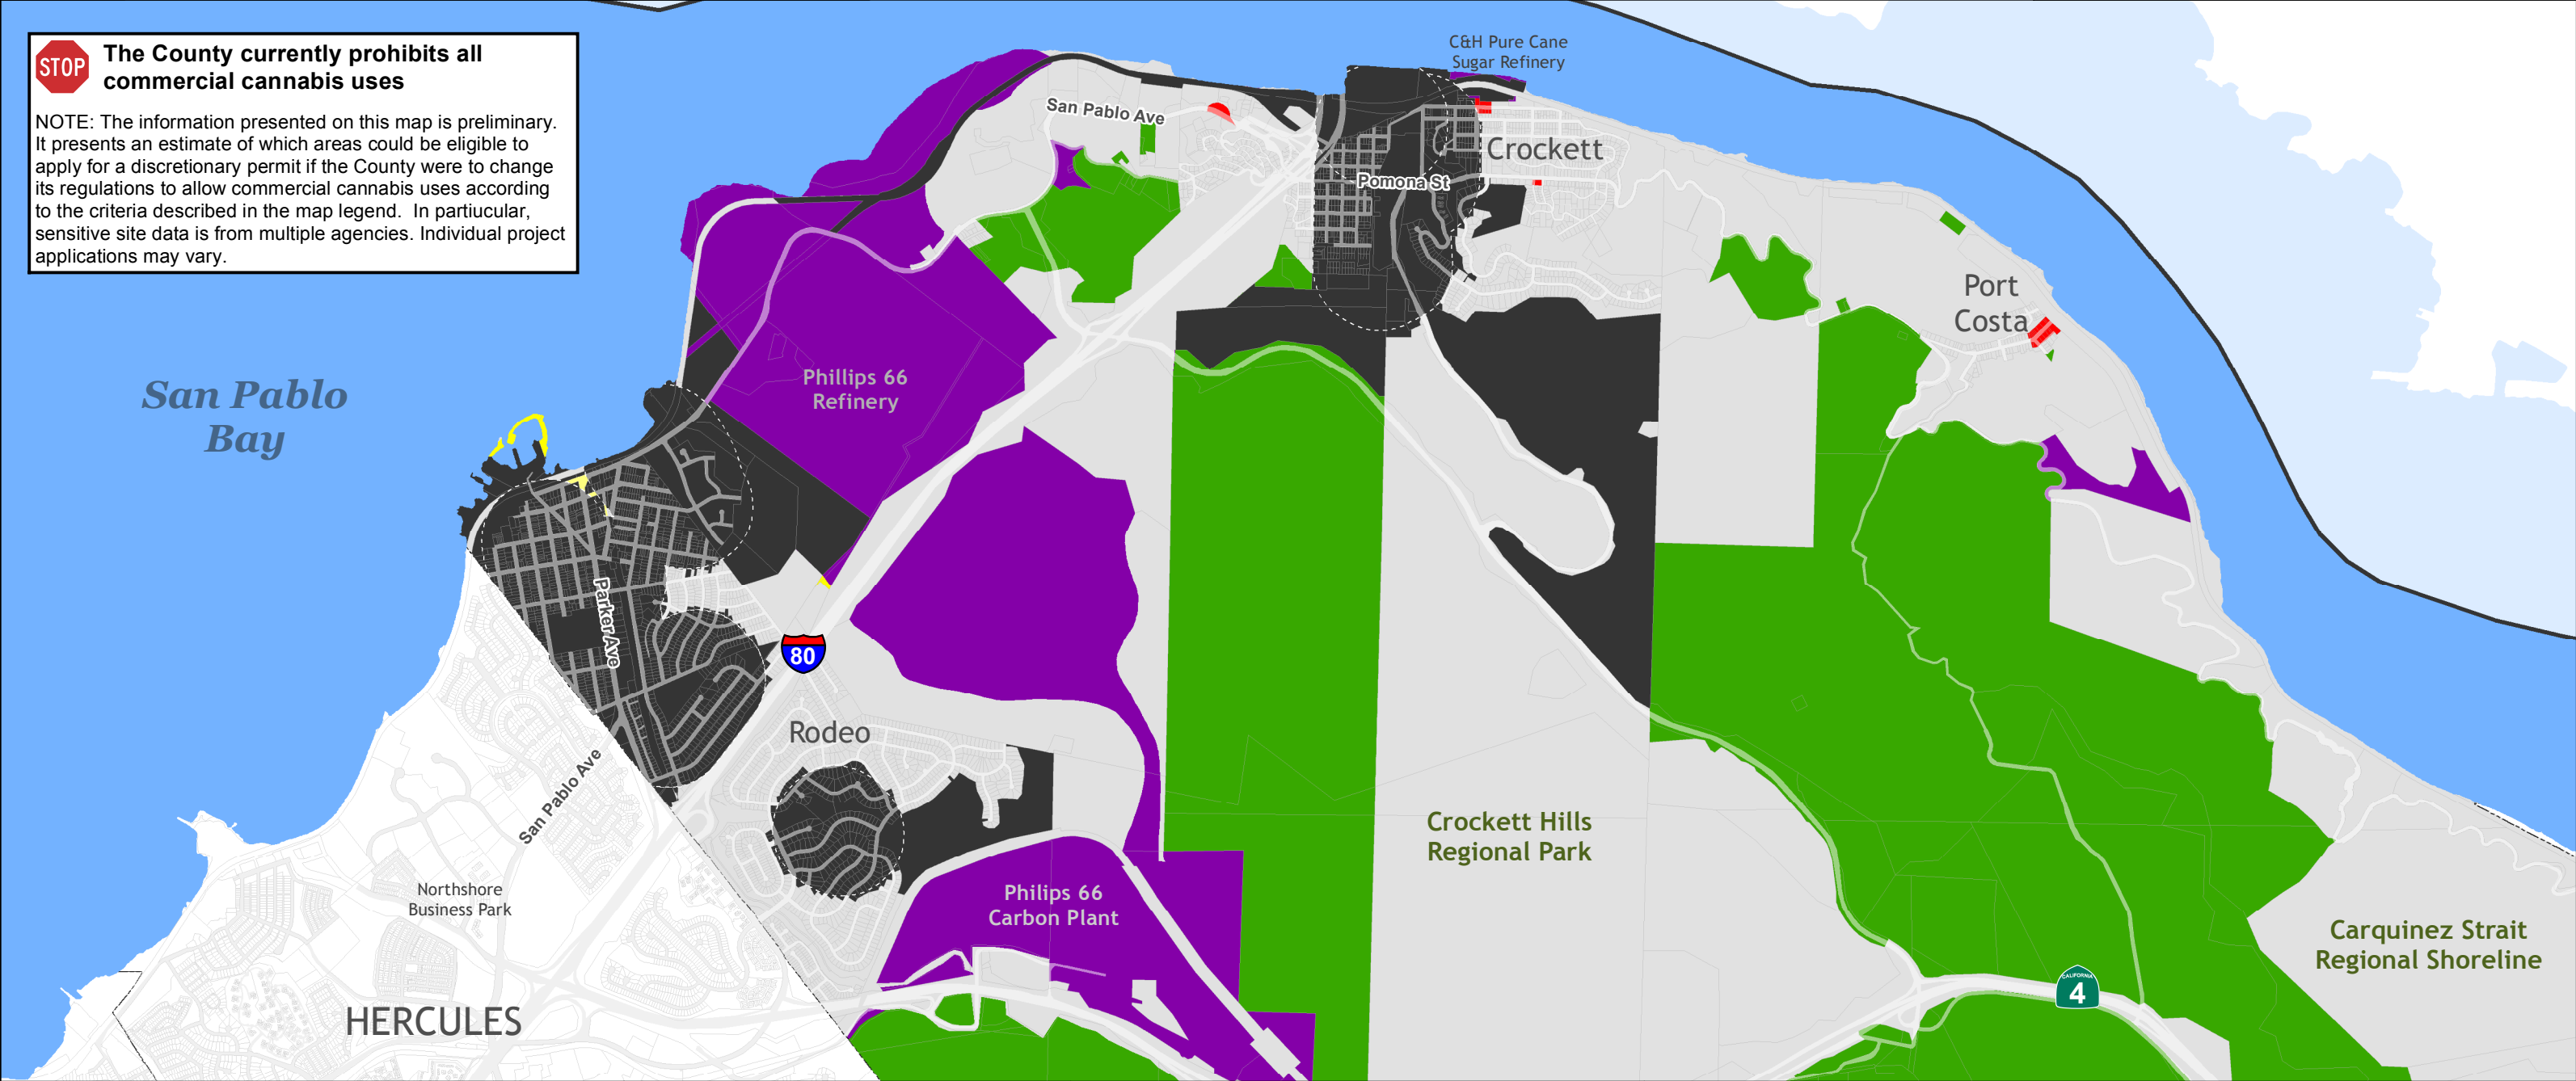 STOP
The County currently prohibits all
commercial cannabis uses
NOTE: The information presented on this map is preliminary.
It presents an estimate of which areas could be eligible to
apply for a discretionary permit if the County were to change
its regulations to allow commercial cannabis uses according
to the criteria described in the map legend.  In partiucular,
sensitive site data is from multiple agencies. Individual project
applications may vary.
C&H Pure Cane
Sugar Refinery
San Pablo Ave
Crockett
Pomona St
Port
Costa
Phillips 66
Refinery
San Pablo
Bay
Parker Ave
80
Rodeo
San Pablo Ave
Crockett Hills
Regional Park
Northshore
Business Park
Philips 66
Carbon Plant
Carquinez Strait
Regional Shoreline
CALIFORNIA
4
HERCULES